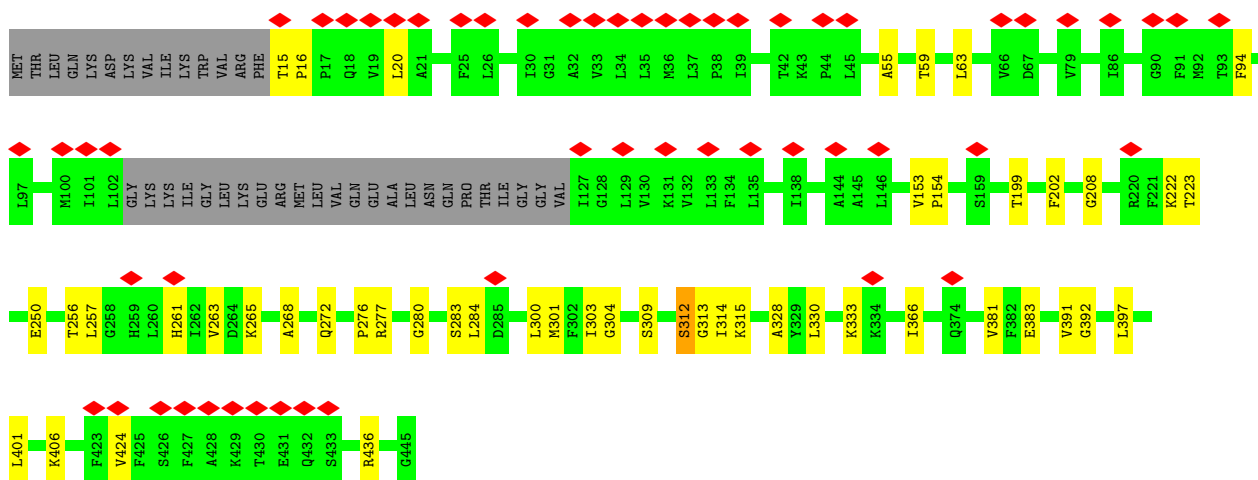 MET THR LEU GLN LYS ASP LYS VAL ILE LYS TRP VAL ARG PHE T15 P16 P17 Q18 V19 L20 A21 F25 L26 I30 G31 A32 V33 L34 L35 M36 L37 P38 I39 T42 K43 P44 L45 A55 T59 L63 V66 D67 V79 I86 G90 F91 M92 T93 F94
L97 M100 I101 L102 GLY LYS LYS ILE GLY LEU LYS GLU ARG MET LEU VAL GLN GLU ALA LEU ASN GLN PRO THR ILE GLY GLY VAL I127 G128 L129 V130 K131 V132 L133 F134 L135 I138 A144 A145 L146 V153 P154 S159 T199 F202 G208 R220 F221 K222 T223
E250 T256 L257 G258 H259 L260 H261 I262 V263 D264 K265 A268 Q272 P276 R277 G280 S283 L284 D285 L300 M301 F302 I303 G304 S309 S312 G313 I314 K315 A328 Y329 L330 K333 K334 I366 Q374 V381 F382 E383 V391 G392 L397
L401 K406 F423 V424 F425 S426 F427 A428 K429 T430 E431 Q432 S433 R436 G445